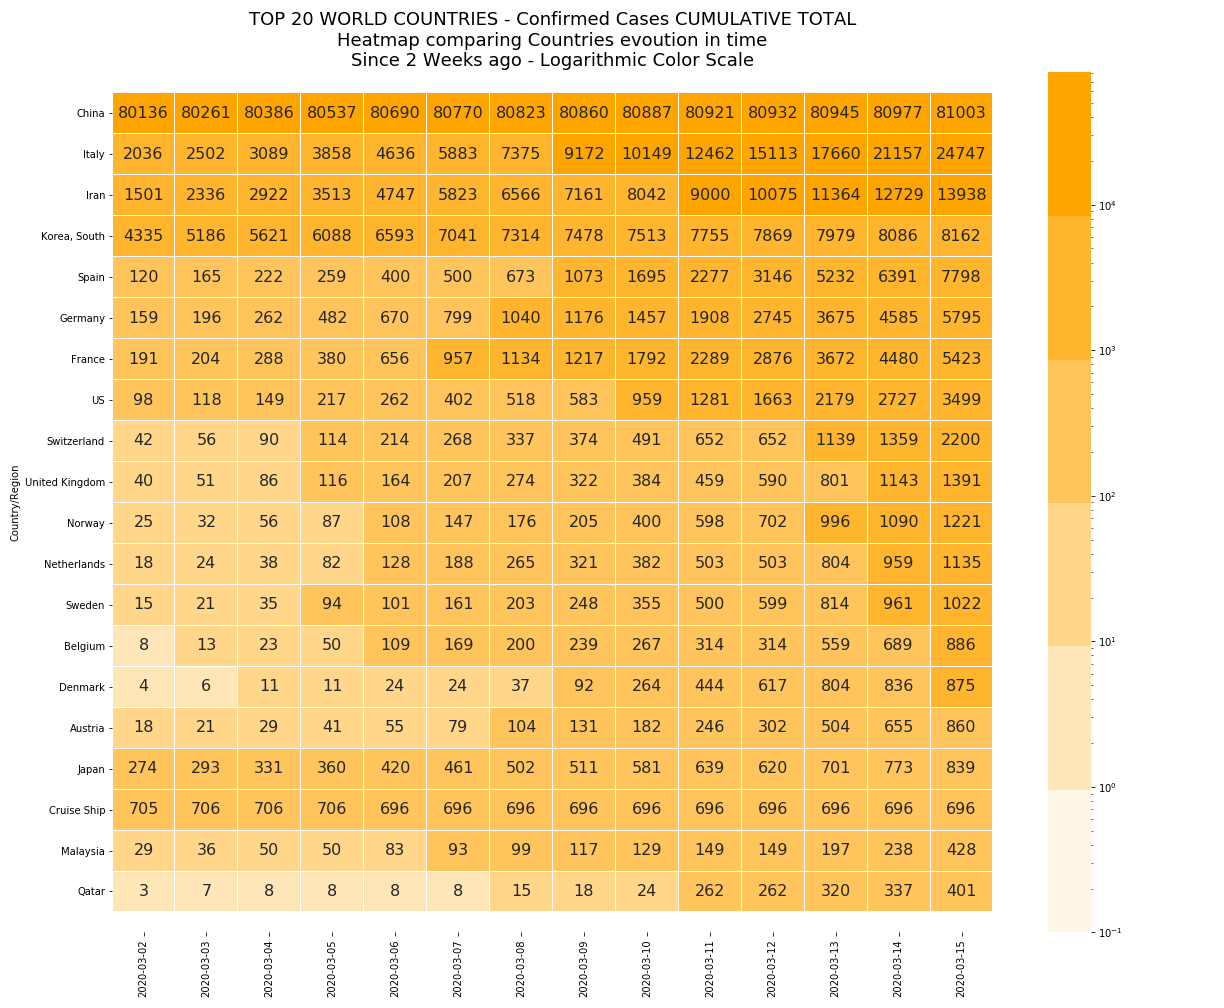 TOP 20 WORLD COUNTRIES - Confirmed Cases CUMULATIVE TOTAL
Heatmap comparing Countries evoution in time
Since 2 Weeks ago - Logarithmic Color Scale
China 80136 80261 80386 80537 80690 80770 80823 80860 80887 80921 80932 80945 80977 81003
Italy 2036 2502 3089 3858 4636 5883 7375 9172 10149 12462 15113 17660 21157 24747
Iran 1501 2336 2922 3513 4747 5823 6566 7161 8042 9000 10075 11364 12729 13938
Korea, South 4335 5186 5621 6088 6593 7041 7314 7478 7513 7755 7869 7979 8086 8162
Spain 120 165 222 259 400 500 673 1073 1695 2277 3146 5232 6391 7798
Germany 159 196 262 482 670 799 1040 1176 1457 1908 2745 3675 4585 5795
France 191 204 288 380 656 957 1134 1217 1792 2289 2876 3672 4480 5423
US 98 118 149 217 262 402 518 583 959 1281 1663 2179 2727 3499
Switzerland 42 56 90 114 214 268 337 374 491 652 652 1139 1359 2200
United Kingdom 40 51 86 116 164 207 274 322 384 459 590 801 1143 1391
Norway 25 32 56 87 108 147 176 205 400 598 702 996 1090 1221
Netherlands 18 24 38 82 128 188 265 321 382 503 503 804 959 1135
Sweden 15 21 35 94 101 161 203 248 355 500 599 814 961 1022
Belgium 8 13 23 50 109 169 200 239 267 314 314 559 689 886
Denmark 4 6 11 11 24 24 37 92 264 444 617 804 836 875
Austria 18 21 29 41 55 79 104 131 182 246 302 504 655 860
Japan 274 293 331 360 420 461 502 511 581 639 620 701 773 839
Cruise Ship 705 706 706 706 696 696 696 696 696 696 696 696 696 696
Malaysia 29 36 50 50 83 93 99 117 129 149 149 197 238 428
Qatar 3 7 8 8 8 8 15 18 24 262 262 320 337 401
2020-03-02 2020-03-03 2020-03-04 2020-03-05 2020-03-06 2020-03-07 2020-03-08 2020-03-09 2020-03-10 2020-03-11 2020-03-12 2020-03-13 2020-03-14 2020-03-15
Country/Region
10⁴
10³
10²
10¹
10⁰
10⁻¹